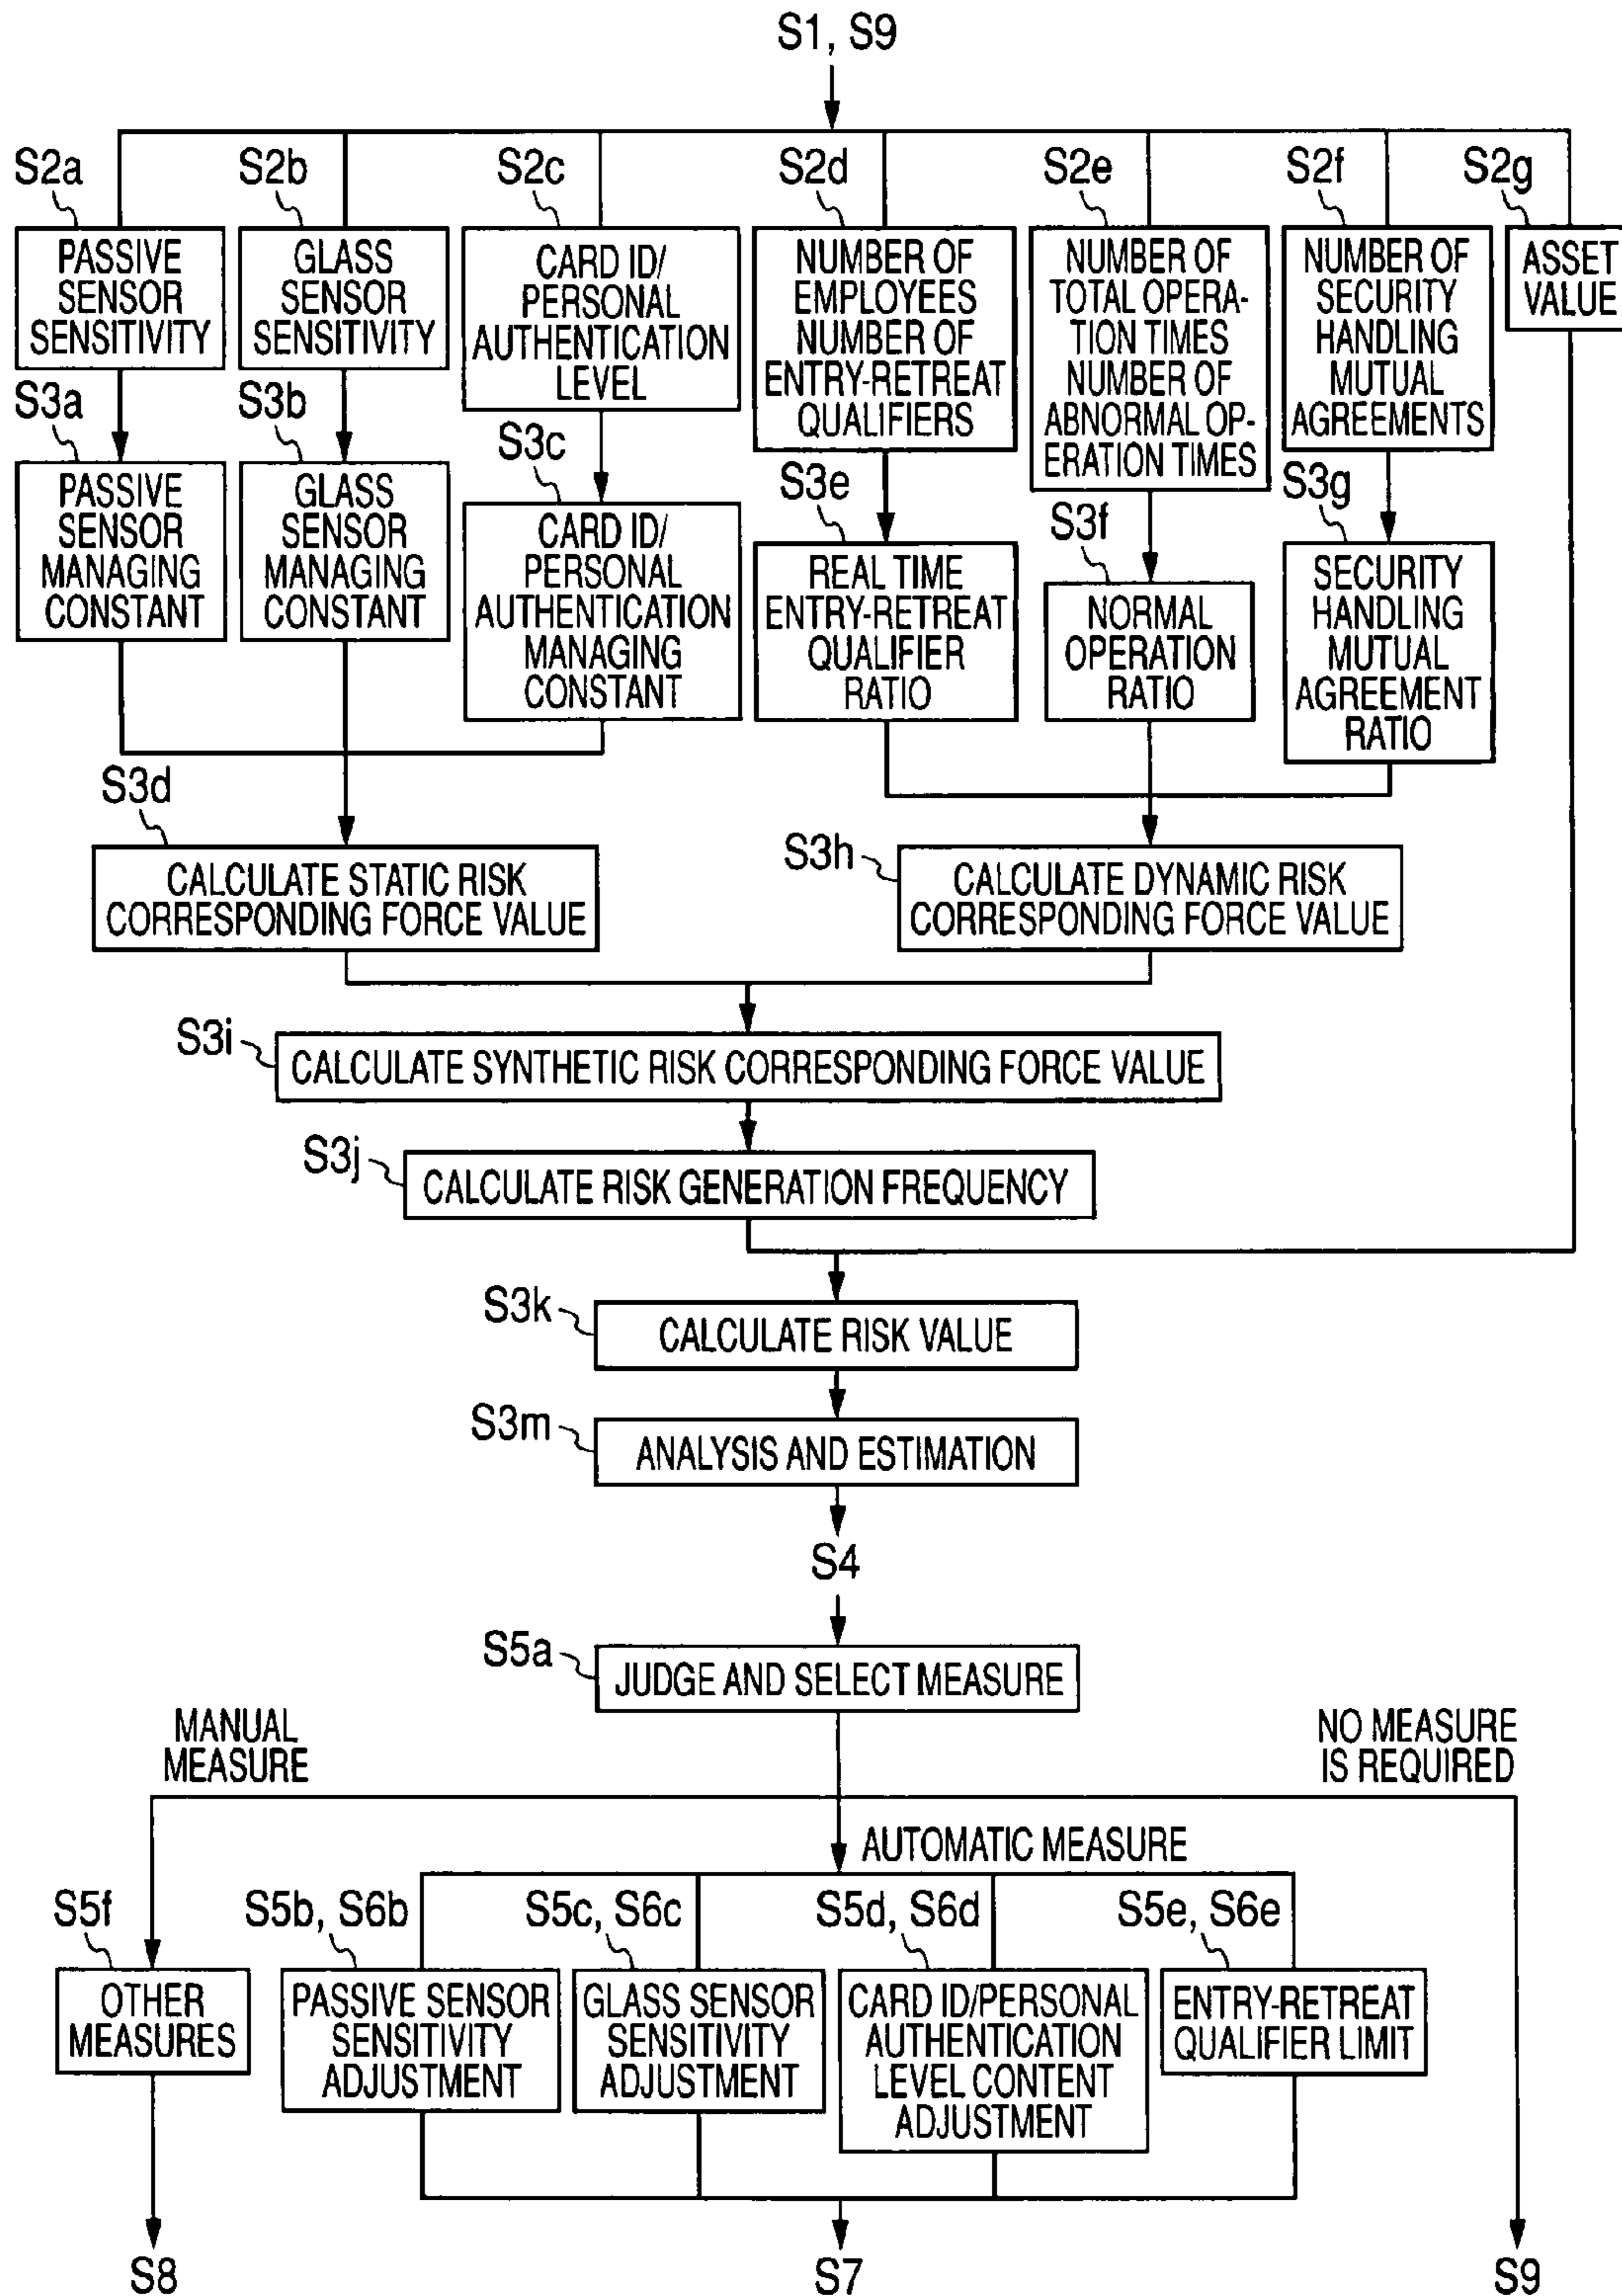 S1, S9
S2a
S2b
S2c
S2d
S2e
S2f
S2g
PASSIVE
SENSOR
SENSITIVITY
GLASS
SENSOR
SENSITIVITY
CARD ID/
PERSONAL
AUTHENTICATION
LEVEL
NUMBER OF
EMPLOYEES
NUMBER OF
ENTRY-RETREAT
QUALIFIERS
NUMBER OF
TOTAL OPERA-
TION TIMES
NUMBER OF
ABNORMAL OP-
ERATION TIMES
NUMBER OF
SECURITY
HANDLING
MUTUAL
AGREEMENTS
ASSET
VALUE
S3a
S3b
S3c
S3e
S3f
S3g
PASSIVE
SENSOR
MANAGING
CONSTANT
GLASS
SENSOR
MANAGING
CONSTANT
CARD ID/
PERSONAL
AUTHENTICATION
MANAGING
CONSTANT
REAL TIME
ENTRY-RETREAT
QUALIFIER
RATIO
NORMAL
OPERATION
RATIO
SECURITY
HANDLING
MUTUAL
AGREEMENT
RATIO
S3d
CALCULATE STATIC RISK
CORRESPONDING FORCE VALUE
S3h
CALCULATE DYNAMIC RISK
CORRESPONDING FORCE VALUE
S3i
CALCULATE SYNTHETIC RISK CORRESPONDING FORCE VALUE
S3j
CALCULATE RISK GENERATION FREQUENCY
S3k
CALCULATE RISK VALUE
S3m
ANALYSIS AND ESTIMATION
S4
S5a
JUDGE AND SELECT MEASURE
MANUAL
MEASURE
NO MEASURE
IS REQUIRED
AUTOMATIC MEASURE
S5f
S5b, S6b
S5c, S6c
S5d, S6d
S5e, S6e
OTHER
MEASURES
PASSIVE SENSOR
SENSITIVITY
ADJUSTMENT
GLASS SENSOR
SENSITIVITY
ADJUSTMENT
CARD ID/PERSONAL
AUTHENTICATION
LEVEL CONTENT
ADJUSTMENT
ENTRY-RETREAT
QUALIFIER LIMIT
S8
S7
S9